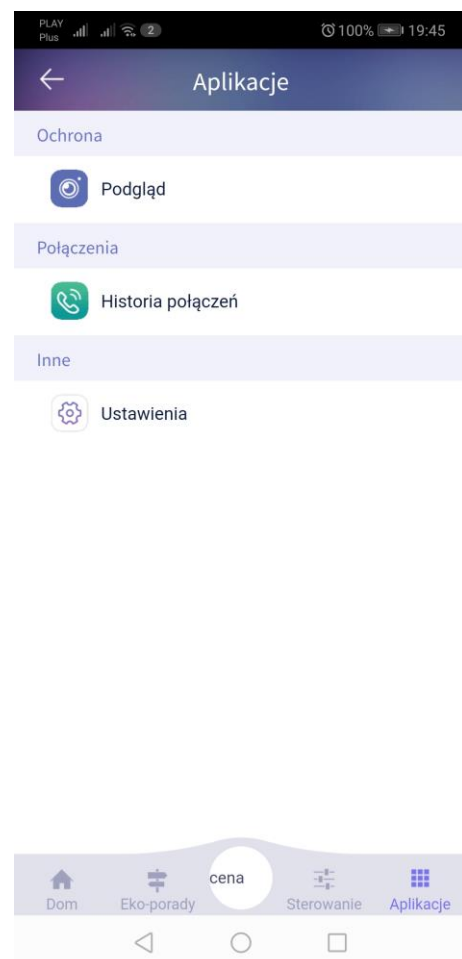 PLAY
Plus
2
100%
19:45
Aplikacje
Ochrona
Podgląd
Połączenia
Historia połączeń
Inne
Ustawienia
Dom
Eko-porady
cena
Sterowanie
Aplikacje